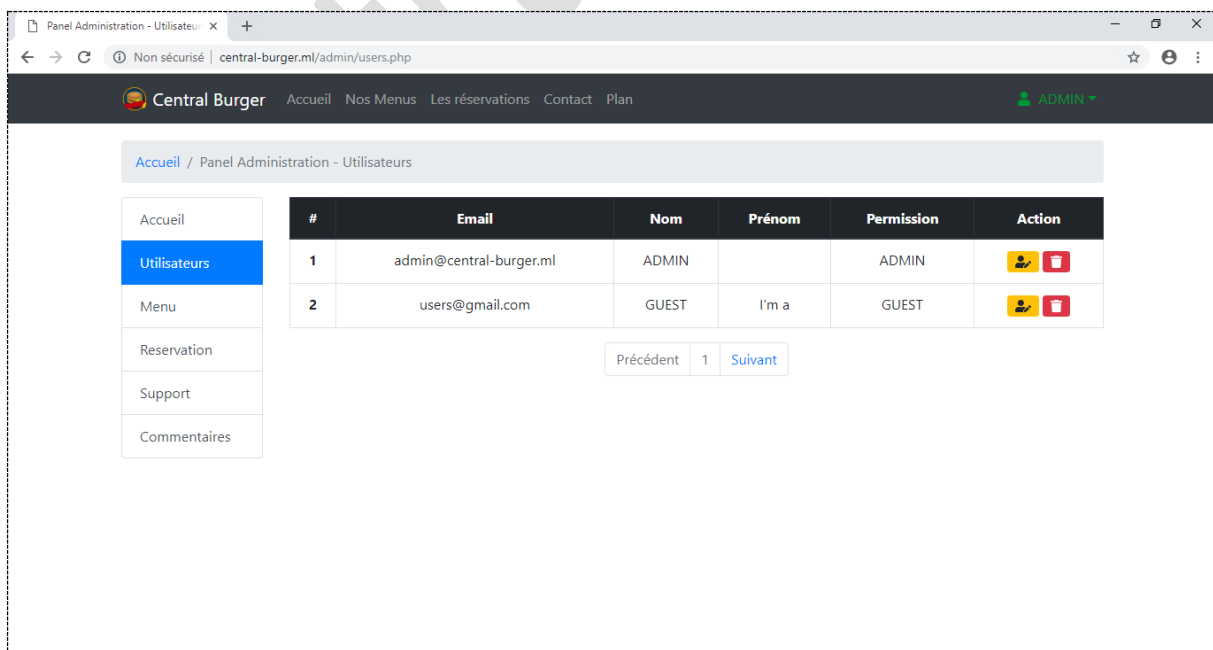 Panel Administration - Utilisateur
Non sécurisé | central-burger.ml/admin/users.php
Central Burger Accueil Nos Menus Les réservations Contact Plan ADMIN
Accueil / Panel Administration - Utilisateurs
Accueil
Utilisateurs
Menu
Reservation
Support
Commentaires
# Email Nom Prénom Permission Action
1 admin@central-burger.ml ADMIN ADMIN
2 users@gmail.com GUEST I'm a GUEST
Précédent 1 Suivant